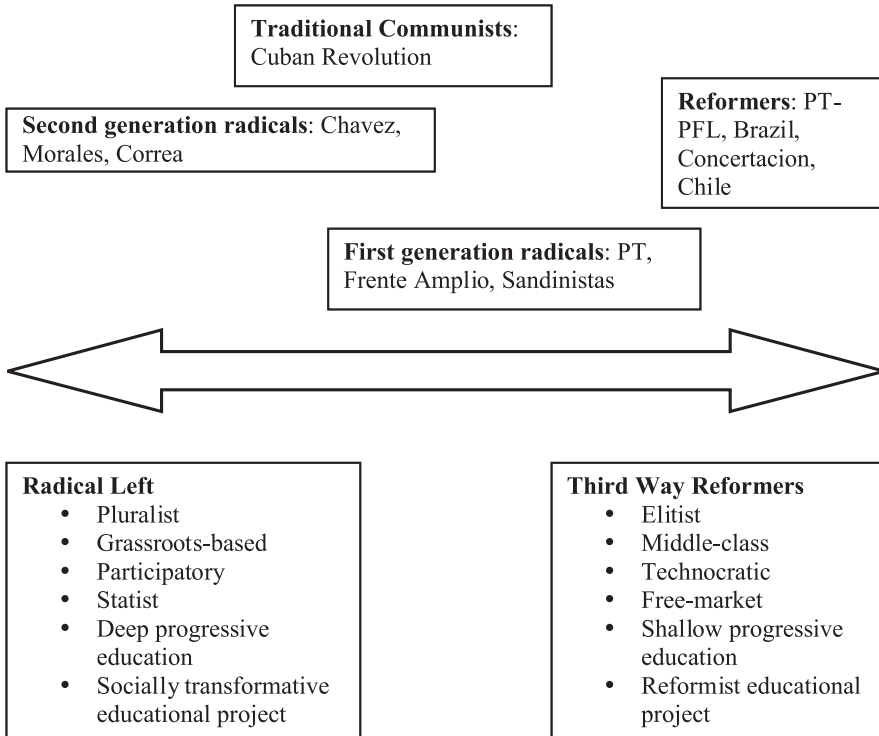 Traditional Communists:
Cuban Revolution
Reformers: PT-
PFL, Brazil,
Concertacion,
Chile
Second generation radicals: Chavez,
Morales, Correa
First generation radicals: PT,
Frente Amplio, Sandinistas
Radical Left
• Pluralist
• Grassroots-based
• Participatory
• Statist
• Deep progressive
education
• Socially transformative
educational project
Third Way Reformers
• Elitist
• Middle-class
• Technocratic
• Free-market
• Shallow progressive
education
• Reformist educational
project